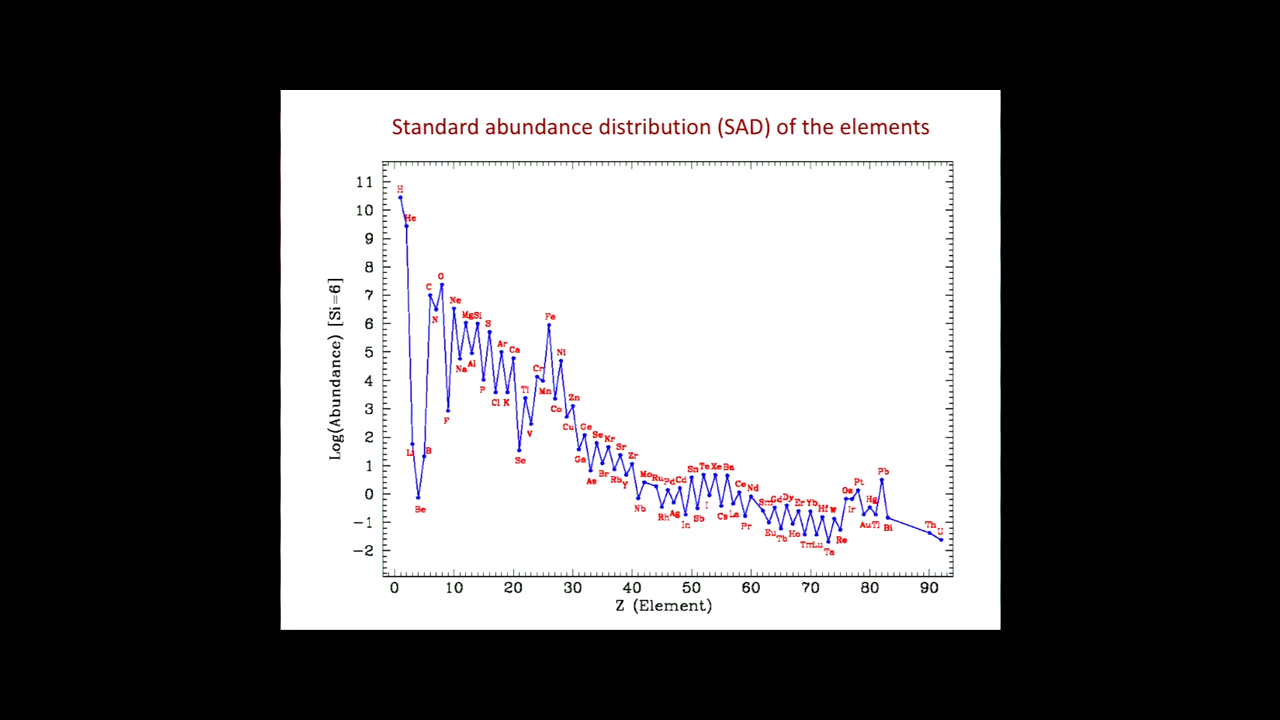 Standard abundance distribution (SAD) of the elements
Log(Abundance) [Si=6]
11
10
9
8
7
6
5
4
3
2
1
0
−1
−2
H
He
Li
Be
B
C
N
O
F
Ne
Na
Mg
Al
Si
P
S
Cl
Ar
K
Ca
Sc
Ti
V
Cr
Mn
Fe
Co
Ni
Cu
Zn
Ga
Ge
As
Se
Br
Kr
Rb
Sr
Y
Zr
Nb
Mo
Ru
Rh
Pd
Ag
Cd
In
Sn
Sb
Te
I
Xe
Cs
Ba
La
Ce
Pr
Nd
Sm
Eu
Gd
Tb
Dy
Ho
Er
Tm
Yb
Lu
Hf
Ta
W
Re
Os
Ir
Pt
Au
Hg
Tl
Pb
Bi
Th
U
0 10 20 30 40 50 60 70 80 90
Z (Element)